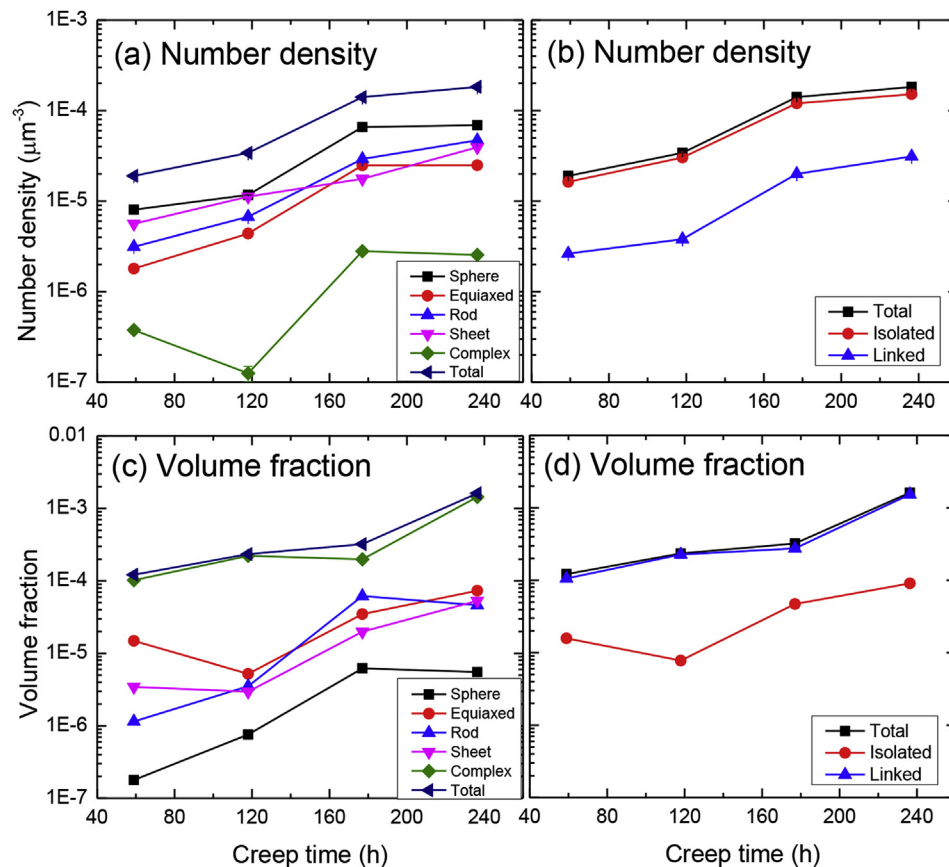 1E-3
(a) Number density
(b) Number density
1E-4
1E-5
1E-6
1E-7
Number density (μm⁻³)
Sphere
Equiaxed
Rod
Sheet
Complex
Total
Total
Isolated
Linked
40 80 120 160 200 240
40 80 120 160 200 240
0.01
(c) Volume fraction
(d) Volume fraction
1E-3
1E-4
1E-5
1E-6
1E-7
Volume fraction
Sphere
Equiaxed
Rod
Sheet
Complex
Total
Total
Isolated
Linked
40 80 120 160 200 240
40 80 120 160 200 240
Creep time (h)
Creep time (h)